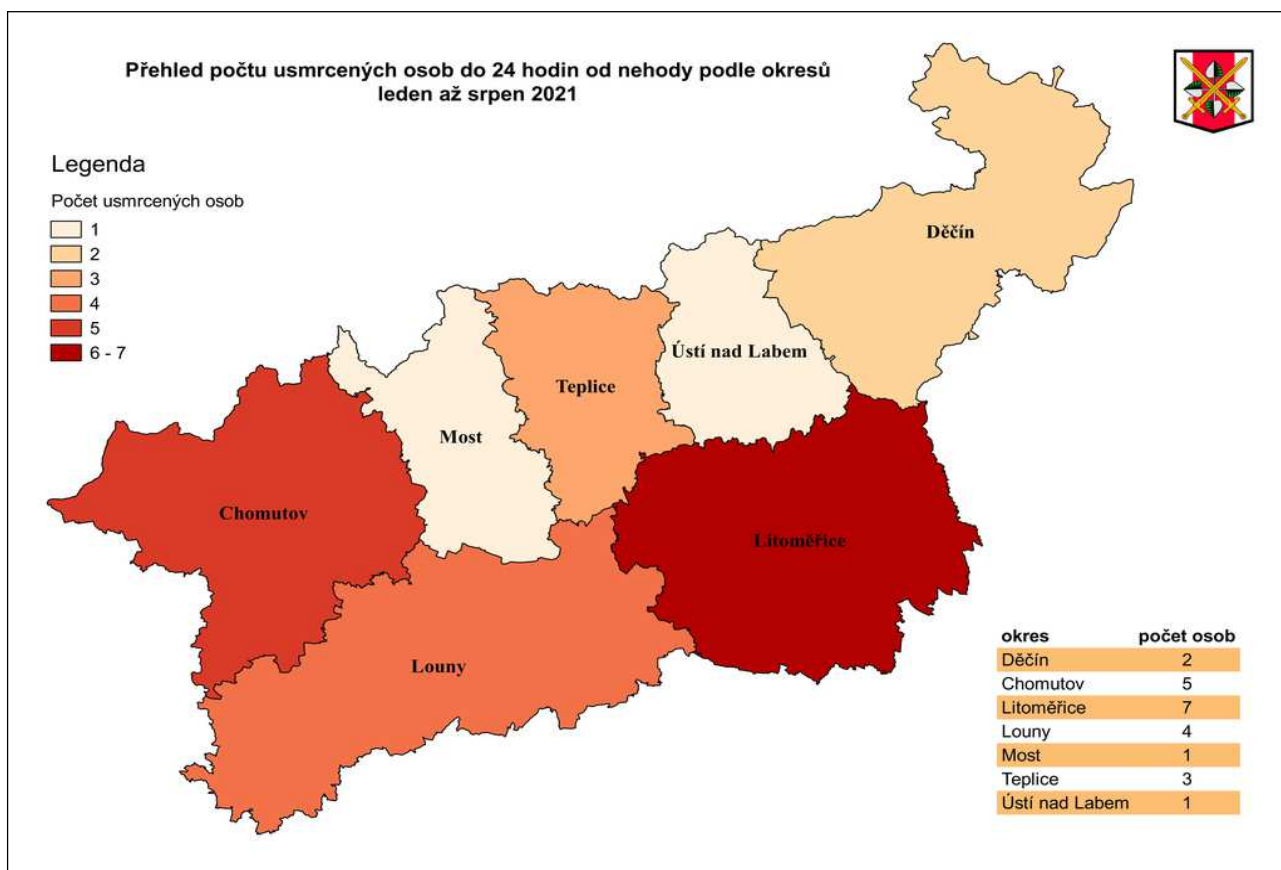 Přehled počtu usmrcených osob do 24 hodin od nehody podle okresů
leden až srpen 2021
Legenda
Počet usmrcených osob
1
2
3
4
5
6 - 7
Děčín
Ústí nad Labem
Teplice
Most
Chomutov
Litoměřice
Louny
okres počet osob
Děčín 2
Chomutov 5
Litoměřice 7
Louny 4
Most 1
Teplice 3
Ústí nad Labem 1